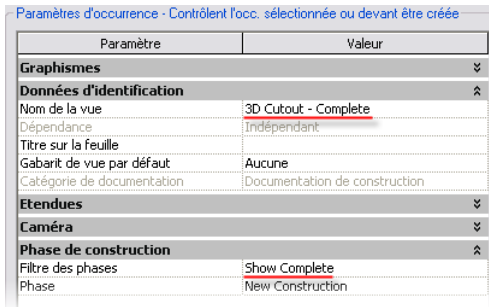 Paramètres d'occurrence - Contrôlent l'occ. sélectionnée ou devant être créée
Paramètre Valeur
Graphismes
Données d'identification
Nom de la vue 3D Cutout - Complete
Dépendance Indépendant
Titre sur la feuille
Gabarit de vue par défaut Aucune
Catégorie de documentation Documentation de construction
Etendues
Caméra
Phase de construction
Filtre des phases Show Complete
Phase New Construction